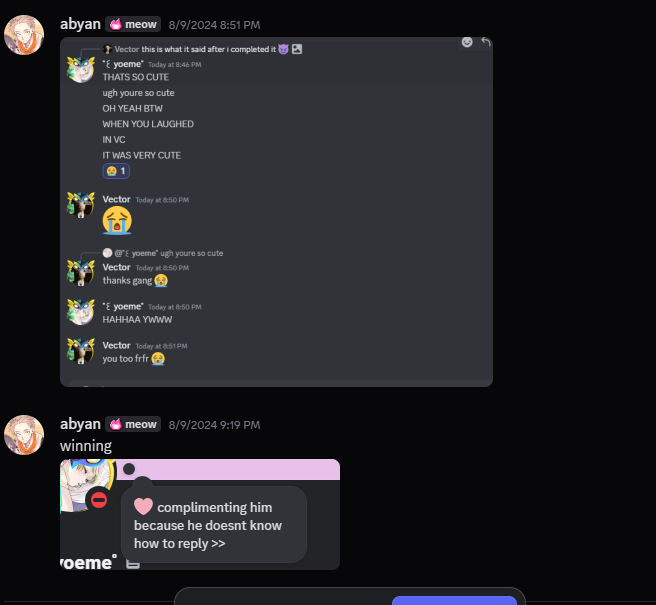 abyan meow 8/9/2024 8:51 PM
Vector this is what it said after i completed it 😈
"꒰ yoeme" Today at 8:46 PM
THATS SO CUTE
ugh youre so cute
OH YEAH BTW
WHEN YOU LAUGHED
IN VC
IT WAS VERY CUTE
😭 1
Vector Today at 8:50 PM
😭
@"꒰ yoeme" ugh youre so cute
Vector Today at 8:50 PM
thanks gang 😭
"꒰ yoeme" Today at 8:50 PM
HAHHAA YWWW
Vector Today at 8:51 PM
you too frfr 😭
abyan meow 8/9/2024 9:19 PM
winning
🩷 complimenting him
because he doesnt know
how to reply >>
yoeme°